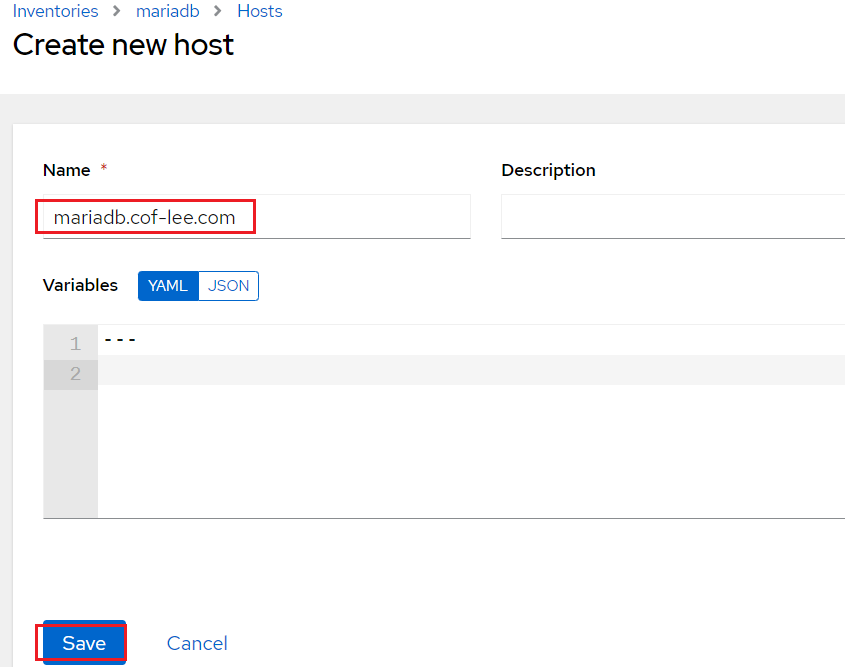 Inventories > mariadb > Hosts
Create new host
Name * Description
mariadb.cof-lee.com
Variables YAML JSON
1 ---
2
Save Cancel